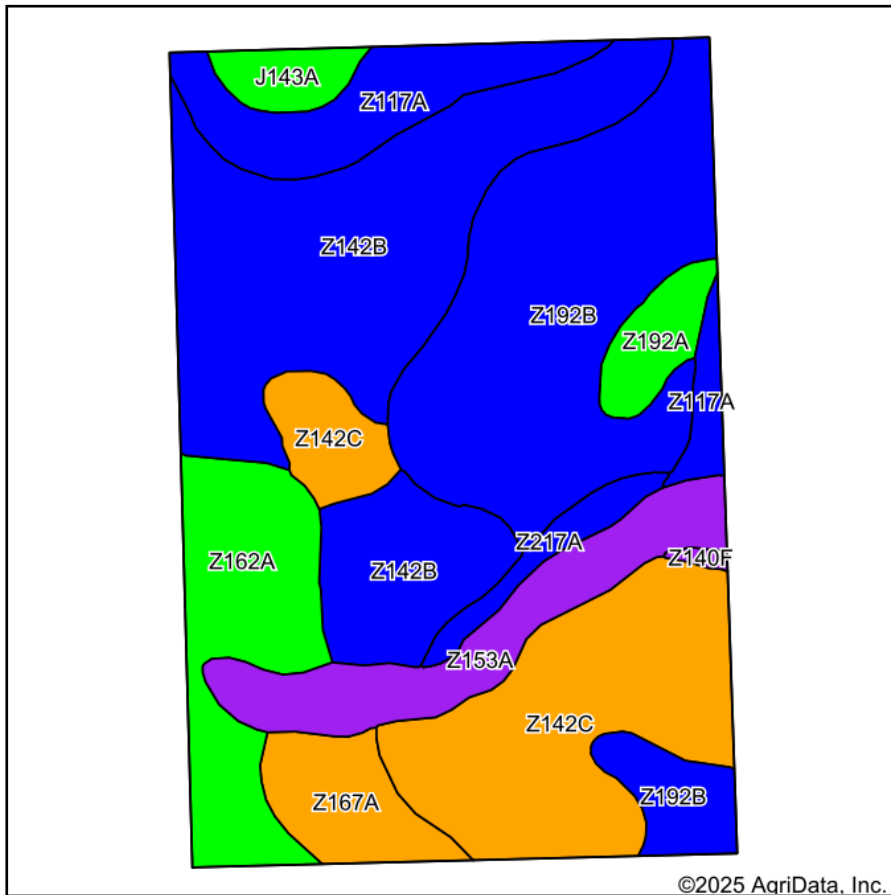 J143A
Z117A
Z142B
Z192B
Z192A
Z117A
Z142C
Z217A
Z140F
Z162A
Z142B
Z153A
Z142C
Z192B
Z167A
©2025 AgriData, Inc.